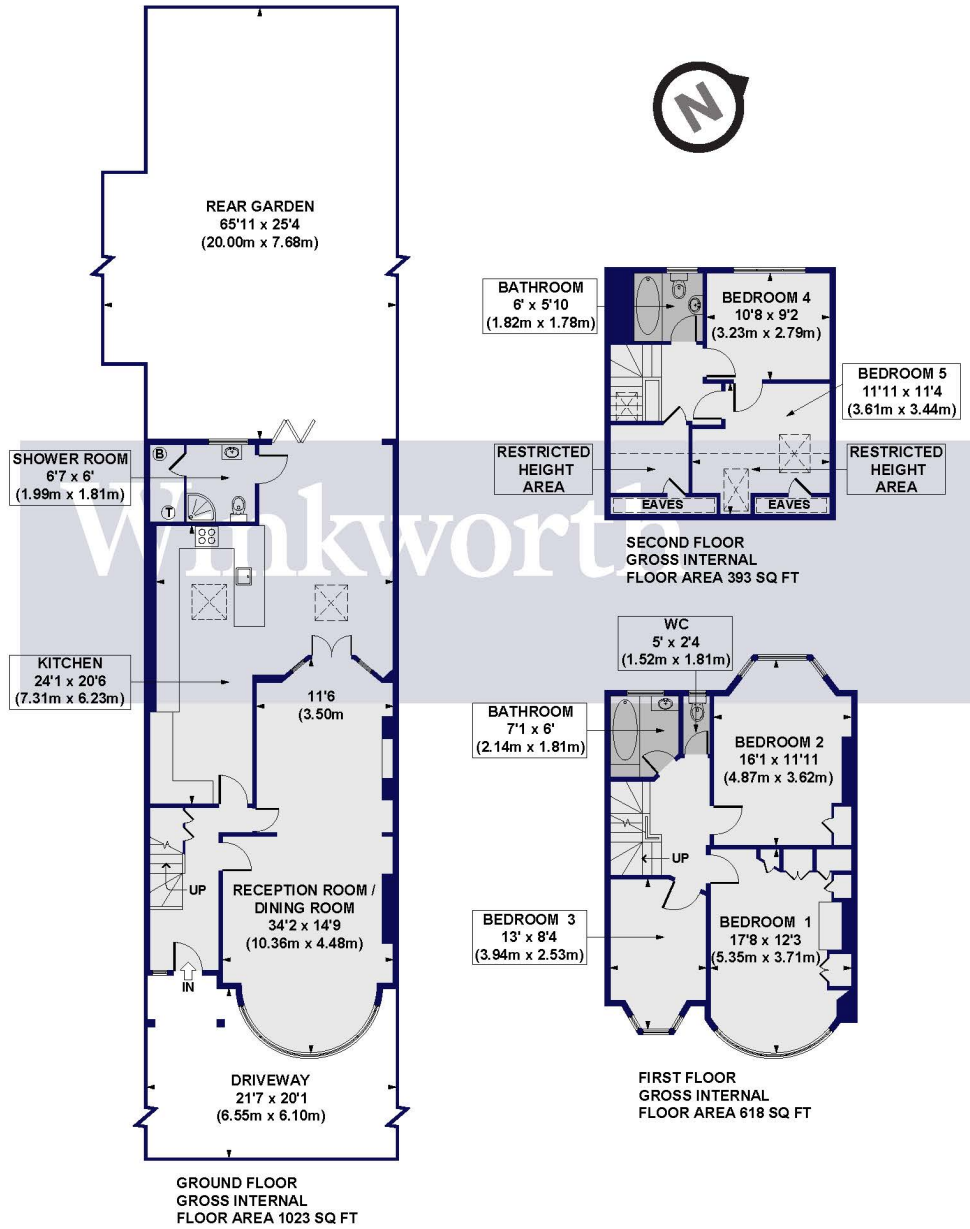 N
REAR GARDEN
65'11 x 25'4
(20.00m x 7.68m)
BATHROOM
6' x 5'10
(1.82m x 1.78m)
BEDROOM 4
10'8 x 9'2
(3.23m x 2.79m)
BEDROOM 5
11'11 x 11'4
(3.61m x 3.44m)
RESTRICTED
HEIGHT
AREA
RESTRICTED
HEIGHT
AREA
EAVES
EAVES
SECOND FLOOR
GROSS INTERNAL
FLOOR AREA 393 SQ FT
B
SHOWER ROOM
6'7 x 6'
(1.99m x 1.81m)
T
Winkworth
KITCHEN
24'1 x 20'6
(7.31m x 6.23m)
11'6
(3.50m
UP
RECEPTION ROOM /
DINING ROOM
34'2 x 14'9
(10.36m x 4.48m)
IN
DRIVEWAY
21'7 x 20'1
(6.55m x 6.10m)
GROUND FLOOR
GROSS INTERNAL
FLOOR AREA 1023 SQ FT
WC
5' x 2'4
(1.52m x 1.81m)
BATHROOM
7'1 x 6'
(2.14m x 1.81m)
BEDROOM 2
16'1 x 11'11
(4.87m x 3.62m)
UP
BEDROOM 3
13' x 8'4
(3.94m x 2.53m)
BEDROOM 1
17'8 x 12'3
(5.35m x 3.71m)
FIRST FLOOR
GROSS INTERNAL
FLOOR AREA 618 SQ FT